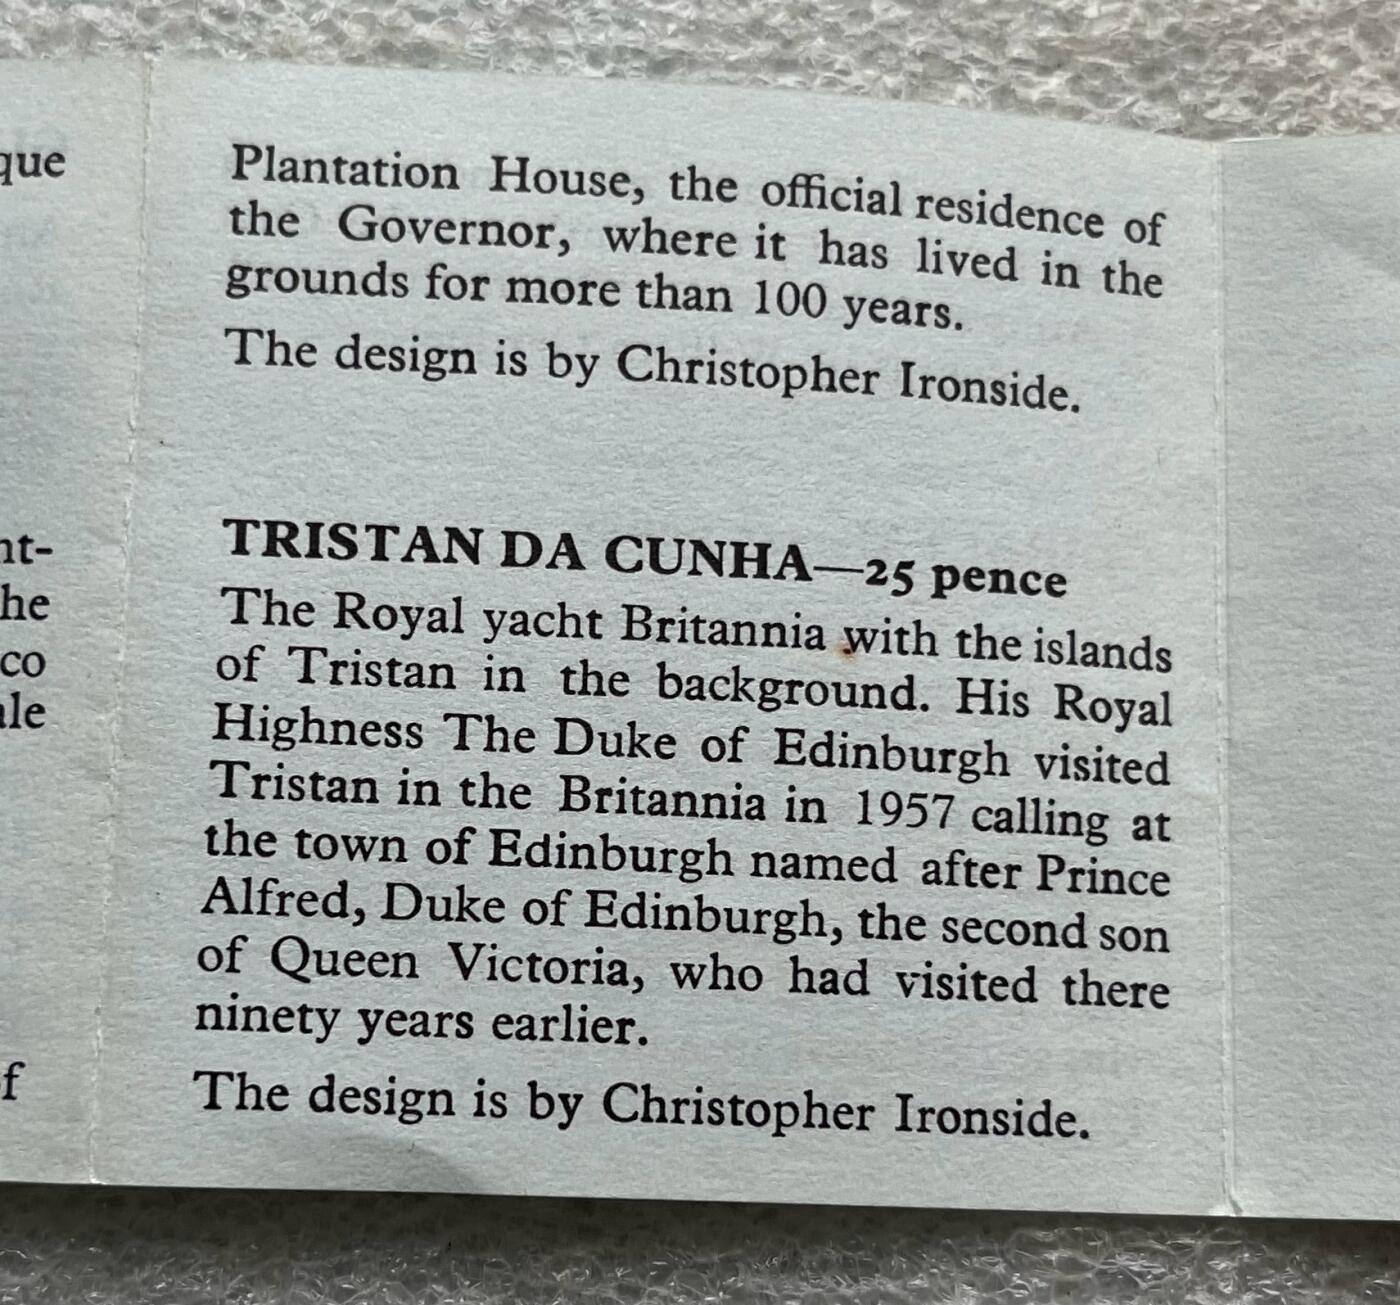 que
nt-
he
co
ale
f
Plantation House, the official residence of
the Governor, where it has lived in the
grounds for more than 100 years.
The design is by Christopher Ironside.
TRISTAN DA CUNHA—25 pence
The Royal yacht Britannia with the islands
of Tristan in the background. His Royal
Highness The Duke of Edinburgh visited
Tristan in the Britannia in 1957 calling at
the town of Edinburgh named after Prince
Alfred, Duke of Edinburgh, the second son
of Queen Victoria, who had visited there
ninety years earlier.
The design is by Christopher Ironside.